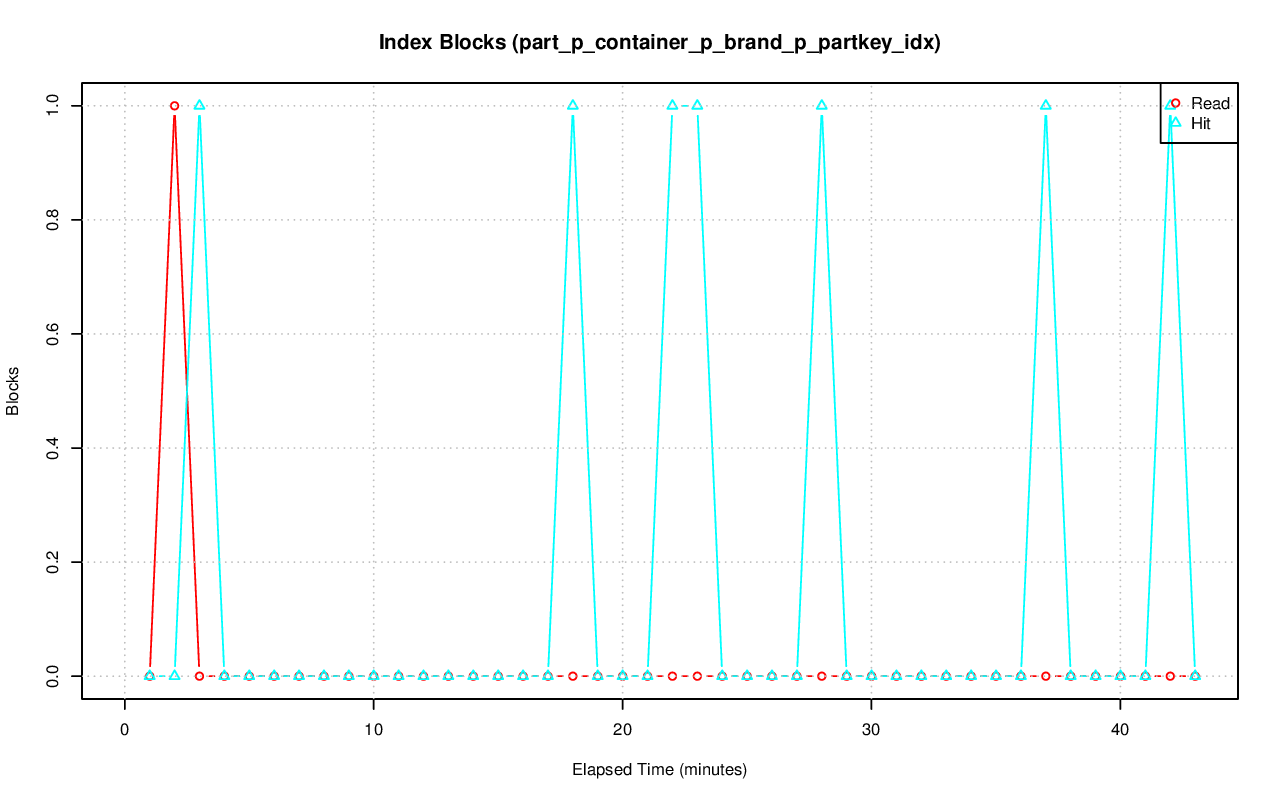 Index Blocks (part_p_container_p_brand_p_partkey_idx)
Read
Hit
1.0
0.8
0.6
0.4
0.2
0.0
Blocks
0 10 20 30 40
Elapsed Time (minutes)